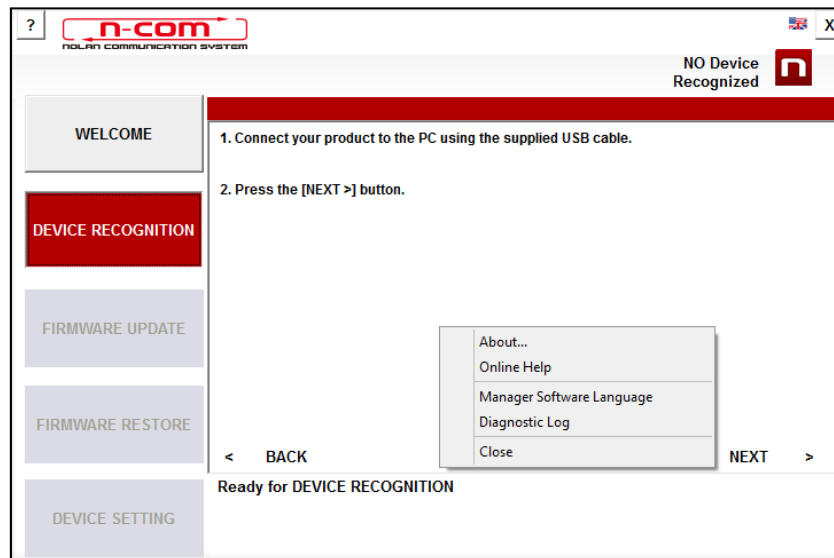 ?
n-com
NOLAN COMMUNICATION SYSTEM
X
NO Device
Recognized
n
WELCOME
DEVICE RECOGNITION
FIRMWARE UPDATE
FIRMWARE RESTORE
DEVICE SETTING
1. Connect your product to the PC using the supplied USB cable.
2. Press the [NEXT >] button.
About...
Online Help
Manager Software Language
Diagnostic Log
Close
< BACK
NEXT >
Ready for DEVICE RECOGNITION